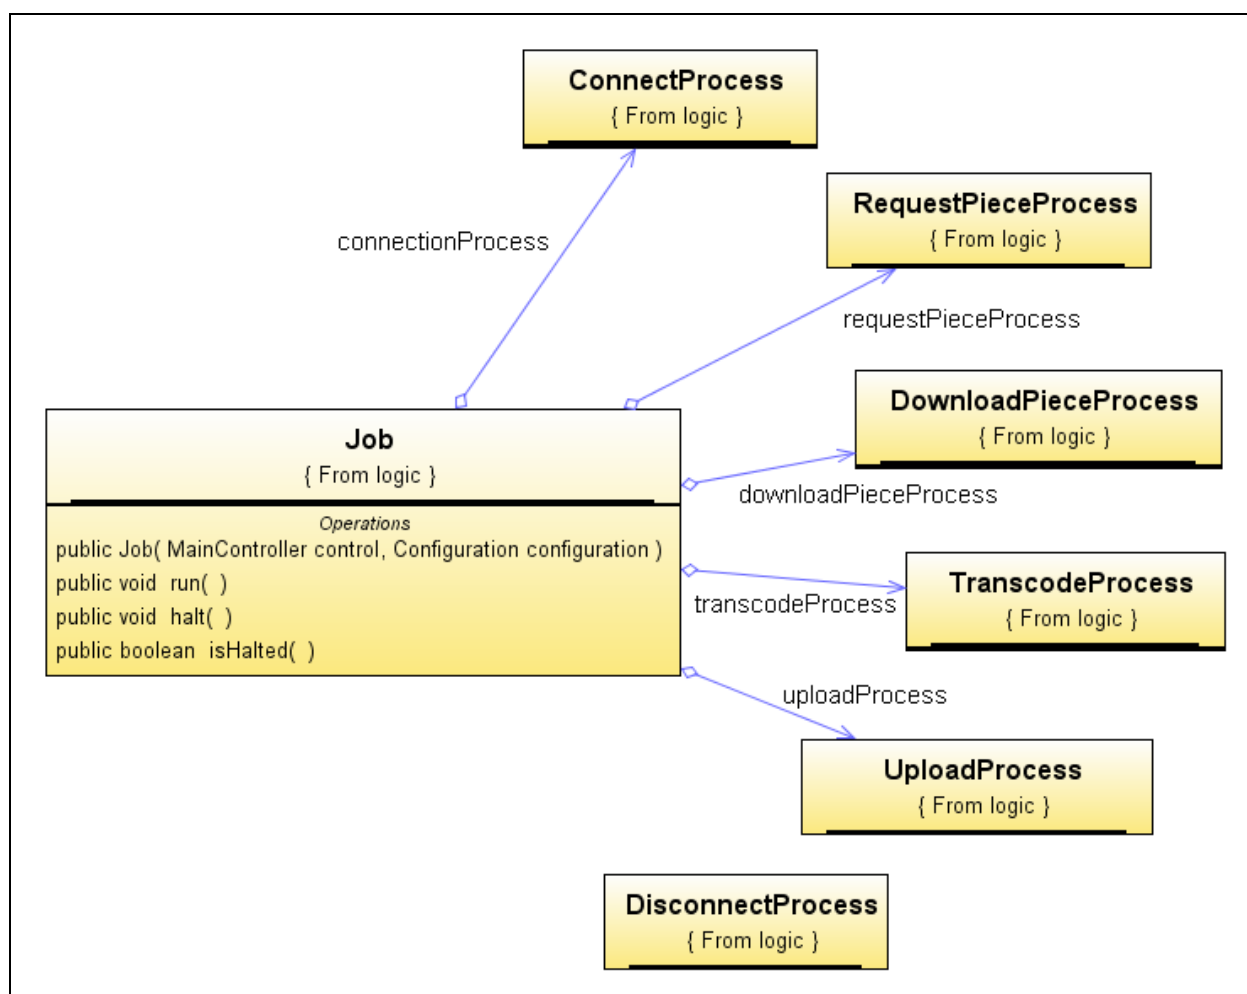 ConnectProcess
{ From logic }
RequestPieceProcess
{ From logic }
connectionProcess
requestPieceProcess
DownloadPieceProcess
{ From logic }
Job
{ From logic }
downloadPieceProcess
Operations
public Job( MainController control, Configuration configuration )
public void run( )
public void halt( )
public boolean isHalted( )
TranscodeProcess
{ From logic }
transcodeProcess
uploadProcess
UploadProcess
{ From logic }
DisconnectProcess
{ From logic }